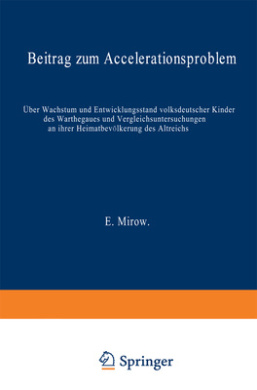 Beitrag zum Accelerationsproblem
Über Wachstum und Entwicklungsstand volksdeutscher Kinder
des Warthegaues und Vergleichsuntersuchungen
an ihrer Heimatbevölkerung des Altreichs
E. Mirow.
Springer